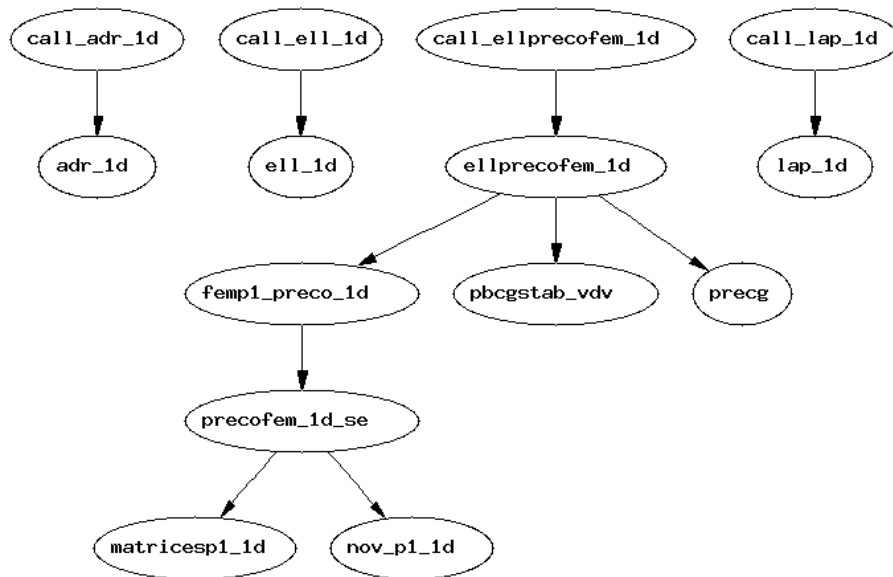 call_adr_1d
call_ell_1d
call_ellprecofem_1d
call_lap_1d
adr_1d
ell_1d
ellprecofem_1d
lap_1d
femp1_preco_1d
pbcgstab_vdv
precg
precofem_1d_se
matricesp1_1d
nov_p1_1d